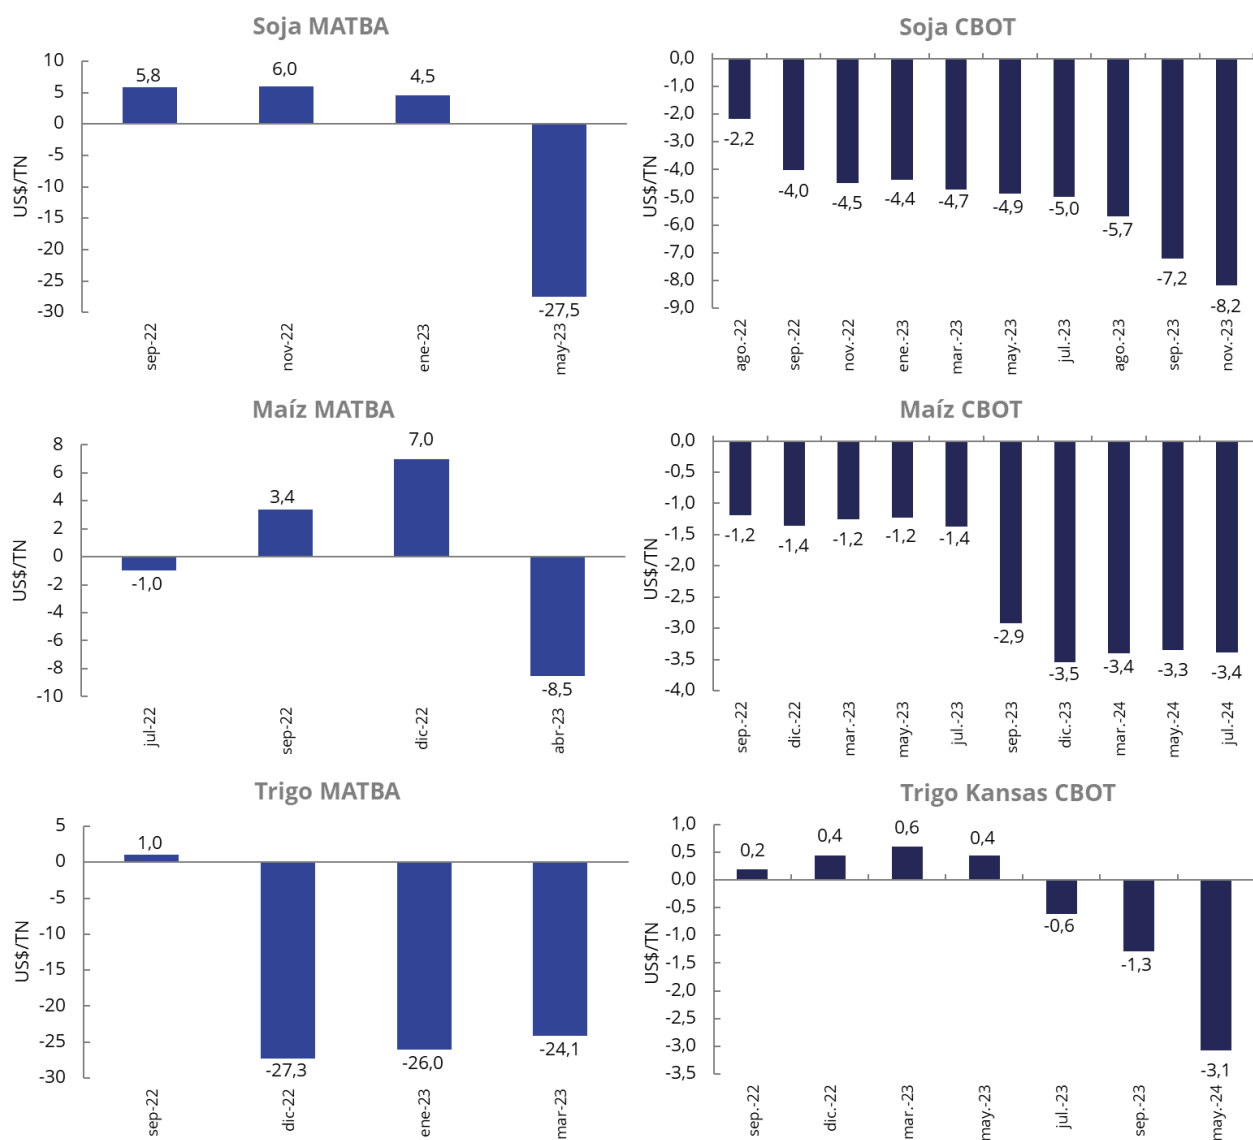 Soja MATBA
US$/TN
10
5
0
-5
-10
-15
-20
-25
-30
5,8
6,0
4,5
-27,5
sep-22
nov-22
ene-23
may-23
Soja CBOT
US$/TN
0,0
-1,0
-2,0
-3,0
-4,0
-5,0
-6,0
-7,0
-8,0
-9,0
-2,2
-4,0
-4,5
-4,4
-4,7
-4,9
-5,0
-5,7
-7,2
-8,2
ago.-22
sep.-22
nov.-22
ene.-23
mar.-23
may.-23
jul.-23
ago.-23
sep.-23
nov.-23
Maíz MATBA
US$/TN
8
6
4
2
0
-2
-4
-6
-8
-10
-1,0
3,4
7,0
-8,5
jul-22
sep-22
dic-22
abr-23
Maíz CBOT
US$/TN
0,0
-0,5
-1,0
-1,5
-2,0
-2,5
-3,0
-3,5
-4,0
-1,2
-1,4
-1,2
-1,2
-1,4
-2,9
-3,5
-3,4
-3,3
-3,4
sep.-22
dic.-22
mar.-23
may.-23
jul.-23
sep.-23
dic.-23
mar.-24
may.-24
jul.-24
Trigo MATBA
US$/TN
5
0
-5
-10
-15
-20
-25
-30
1,0
-27,3
-26,0
-24,1
sep-22
dic-22
ene-23
mar-23
Trigo Kansas CBOT
US$/TN
1,0
0,5
0,0
-0,5
-1,0
-1,5
-2,0
-2,5
-3,0
-3,5
0,2
0,4
0,6
0,4
-0,6
-1,3
-3,1
sep.-22
dic.-22
mar.-23
may.-23
jul.-23
sep.-23
may.-24